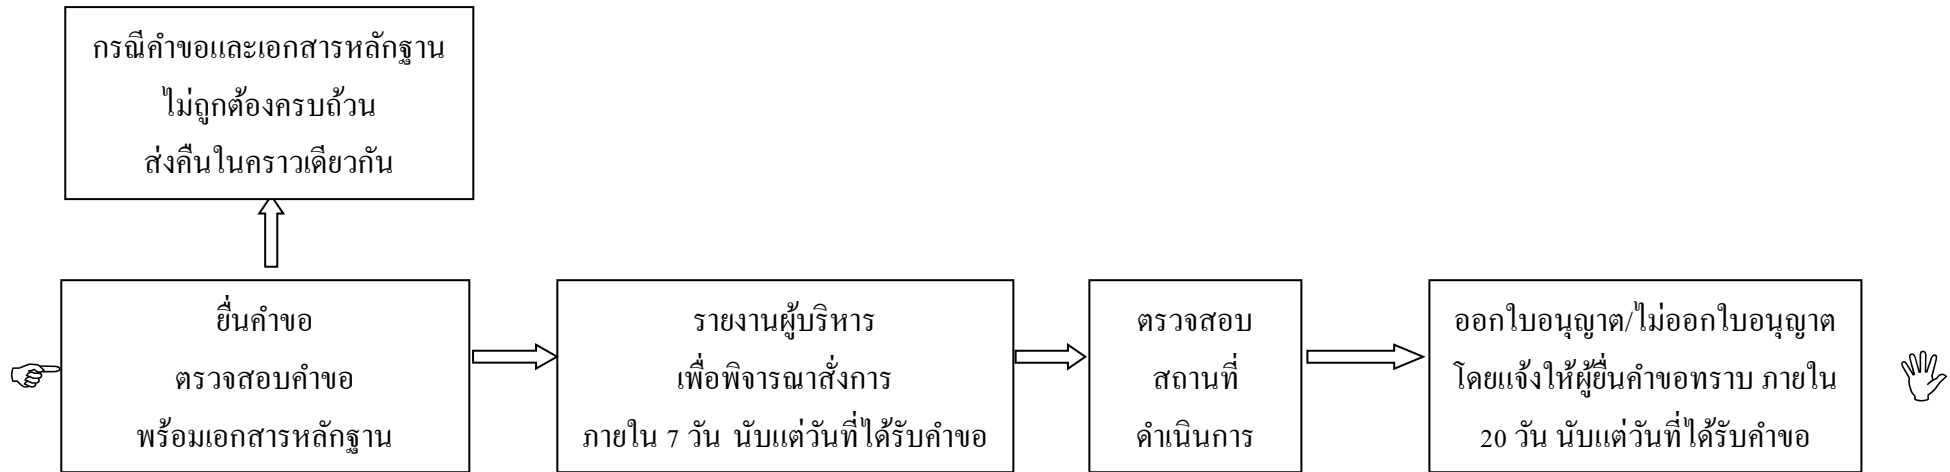 กรณีคำขอและเอกสารหลักฐาน
ไม่ถูกต้องครบถ้วน
ส่งคืนในคราวเดียวกัน
ยื่นคำขอ
ตรวจสอบคำขอ
พร้อมเอกสารหลักฐาน
รายงานผู้บริหาร
เพื่อพิจารณาสั่งการ
ภายใน 7 วัน นับแต่วันที่ได้รับคำขอ
ตรวจสอบ
สถานที่
ดำเนินการ
ออกใบอนุญาต/ไม่ออกใบอนุญาต
โดยแจ้งให้ผู้ยื่นคำขอทราบ ภายใน
20 วัน นับแต่วันที่ได้รับคำขอ